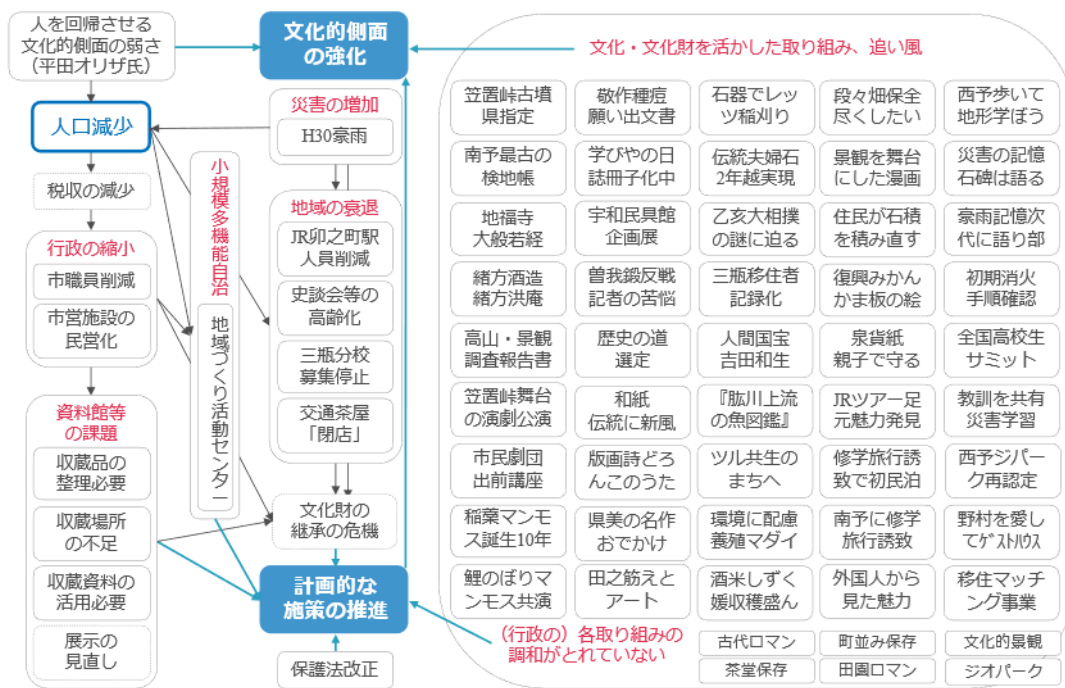 人を回帰させる
文化的側面の弱さ
（平田オリザ氏）
文化的側面
の強化
人口減少
税収の減少
行政の縮小
市職員削減
市営施設の
民営化
資料館等
の課題
収蔵品の
整理必要
収蔵場所
の不足
収蔵資料の
活用必要
展示の
見直し
小規模多機能自治
地域づくり活動センター
災害の増加
H30豪雨
地域の衰退
JR卯之町駅
人員削減
史談会等の
高齢化
三瓶分校
募集停止
交通茶屋
「閉店」
文化財の
継承の危機
計画的な
施策の推進
保護法改正
文化・文化財を活かした取り組み、追い風
笠置峠古墳
県指定
敬作種痘
願い出文書
石器でレッ
ツ稲刈り
段々畑保全
尽くしたい
西予歩いて
地形学ぼう
南予最古の
検地帳
学びやの日
誌冊子化中
伝統夫婦石
2年越実現
景観を舞台
にした漫画
災害の記憶
石碑は語る
地福寺
大般若経
宇和民具館
企画展
乙亥大相撲
の謎に迫る
住民が石積
を積み直す
豪雨記憶次
代に語り部
緒方酒造
緒方洪庵
曽我鍛反戦
記者の苦悩
三瓶移住者
記録化
復興みかん
かま板の絵
初期消火
手順確認
高山・景観
調査報告書
歴史の道
選定
人間国宝
吉田和生
泉貨紙
親子で守る
全国高校生
サミット
笠置峠舞台
の演劇公演
和紙
伝統に新風
『肱川上流
の魚図鑑』
JRツアー足
元魅力発見
教訓を共有
災害学習
市民劇団
出前講座
版画詩どろ
んこのうた
ツル共生の
まちへ
修学旅行誘
致で初民泊
西予ジパー
ク再認定
稲葉マンモ
ス誕生10年
県美の名作
おでかけ
環境に配慮
養殖マダイ
南予に修学
旅行誘致
野村を愛し
てｹﾞｽﾄﾊｳｽ
鯉のぼりマ
ンモス共演
田之筋えと
アート
酒米しずく
媛収穫盛ん
外国人から
見た魅力
移住マッチ
ング事業
（行政の）各取り組みの
調和がとれていない
古代ロマン
町並み保存
文化的景観
茶堂保存
田園ロマン
ジオパーク